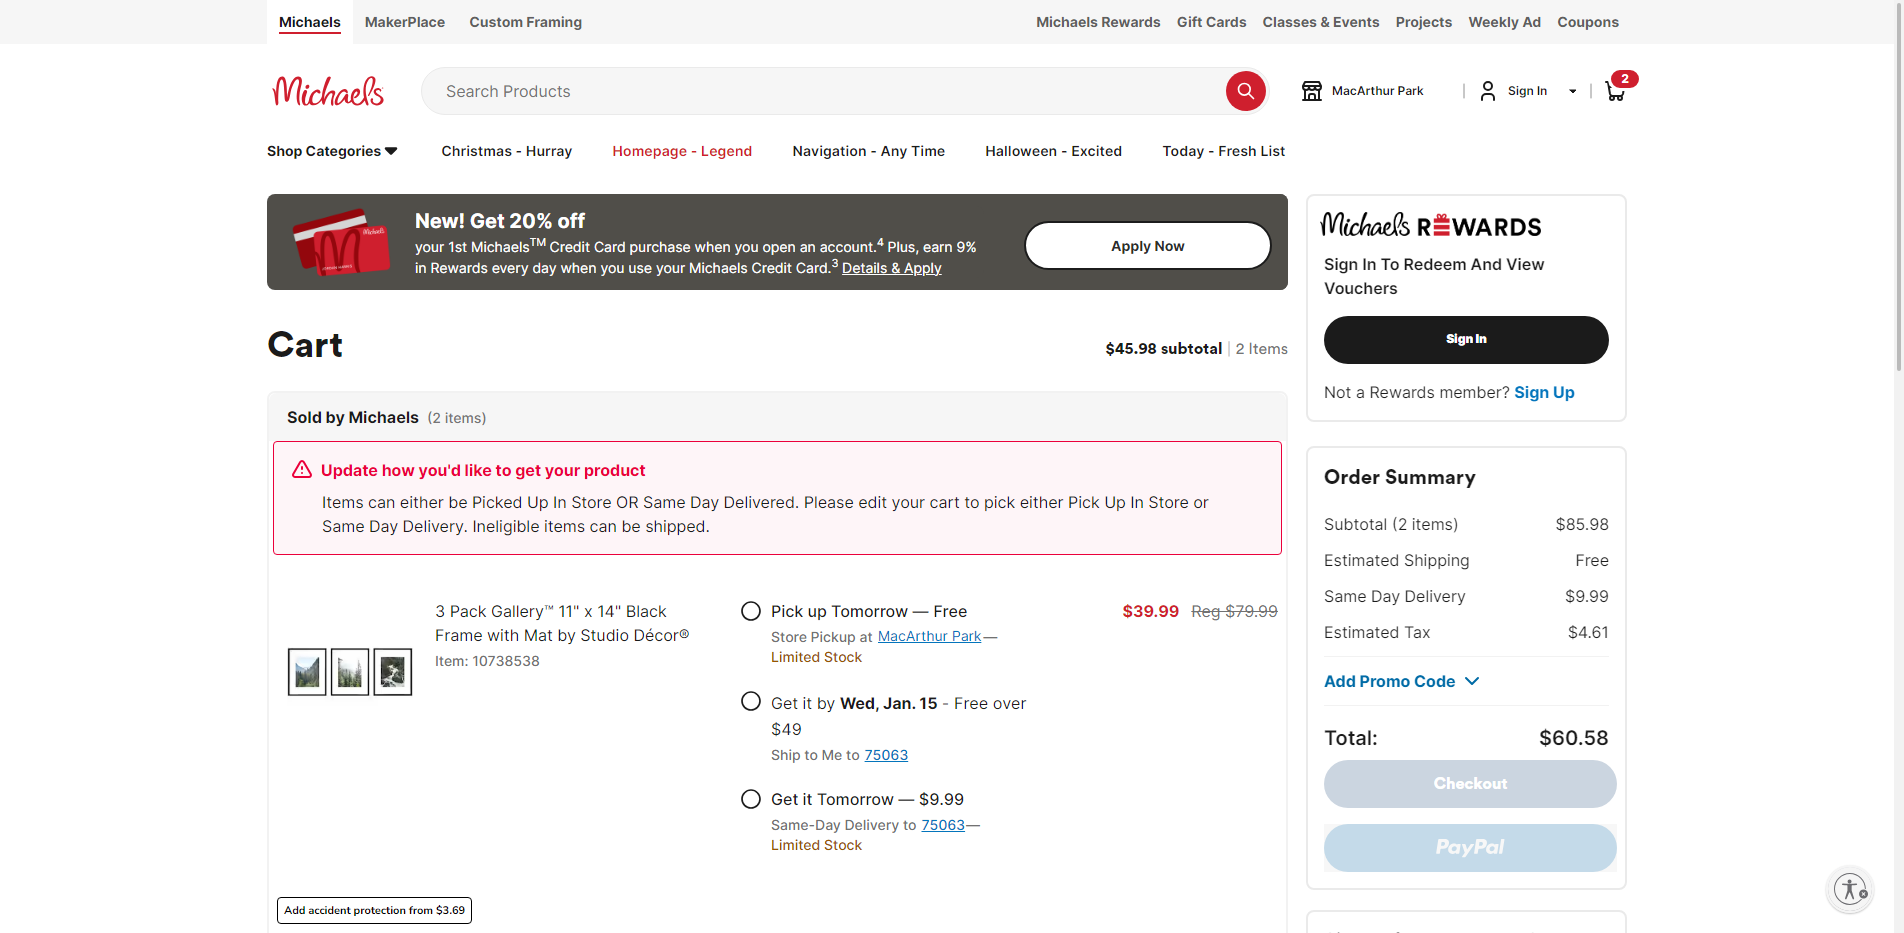 Michaels
MakerPlace
Custom Framing
Michaels Rewards
Gift Cards
Classes & Events
Projects
Weekly Ad
Coupons
Michaels
Search Products
MacArthur Park
Sign In
2
Shop Categories
Christmas - Hurray
Homepage - Legend
Navigation - Any Time
Halloween - Excited
Today - Fresh List
New! Get 20% off
your 1st Michaels™ Credit Card purchase when you open an account.4 Plus, earn 9%
in Rewards every day when you use your Michaels Credit Card.3 Details & Apply
Apply Now
Michaels REWARDS
Sign In To Redeem And View
Vouchers
Sign In
Not a Rewards member? Sign Up
Cart
$45.98 subtotal | 2 Items
Sold by Michaels (2 items)
Update how you'd like to get your product
Items can either be Picked Up In Store OR Same Day Delivered. Please edit your cart to pick either Pick Up In Store or
Same Day Delivery. Ineligible items can be shipped.
3 Pack Gallery™ 11" x 14" Black
Frame with Mat by Studio Décor®
Item: 10738538
Pick up Tomorrow — Free
Store Pickup at MacArthur Park—
Limited Stock
Get it by Wed, Jan. 15 - Free over
$49
Ship to Me to 75063
Get it Tomorrow — $9.99
Same-Day Delivery to 75063—
Limited Stock
$39.99 Reg $79.99
Add accident protection from $3.69
Order Summary
Subtotal (2 items) $85.98
Estimated Shipping Free
Same Day Delivery $9.99
Estimated Tax $4.61
Add Promo Code
Total: $60.58
Checkout
PayPal